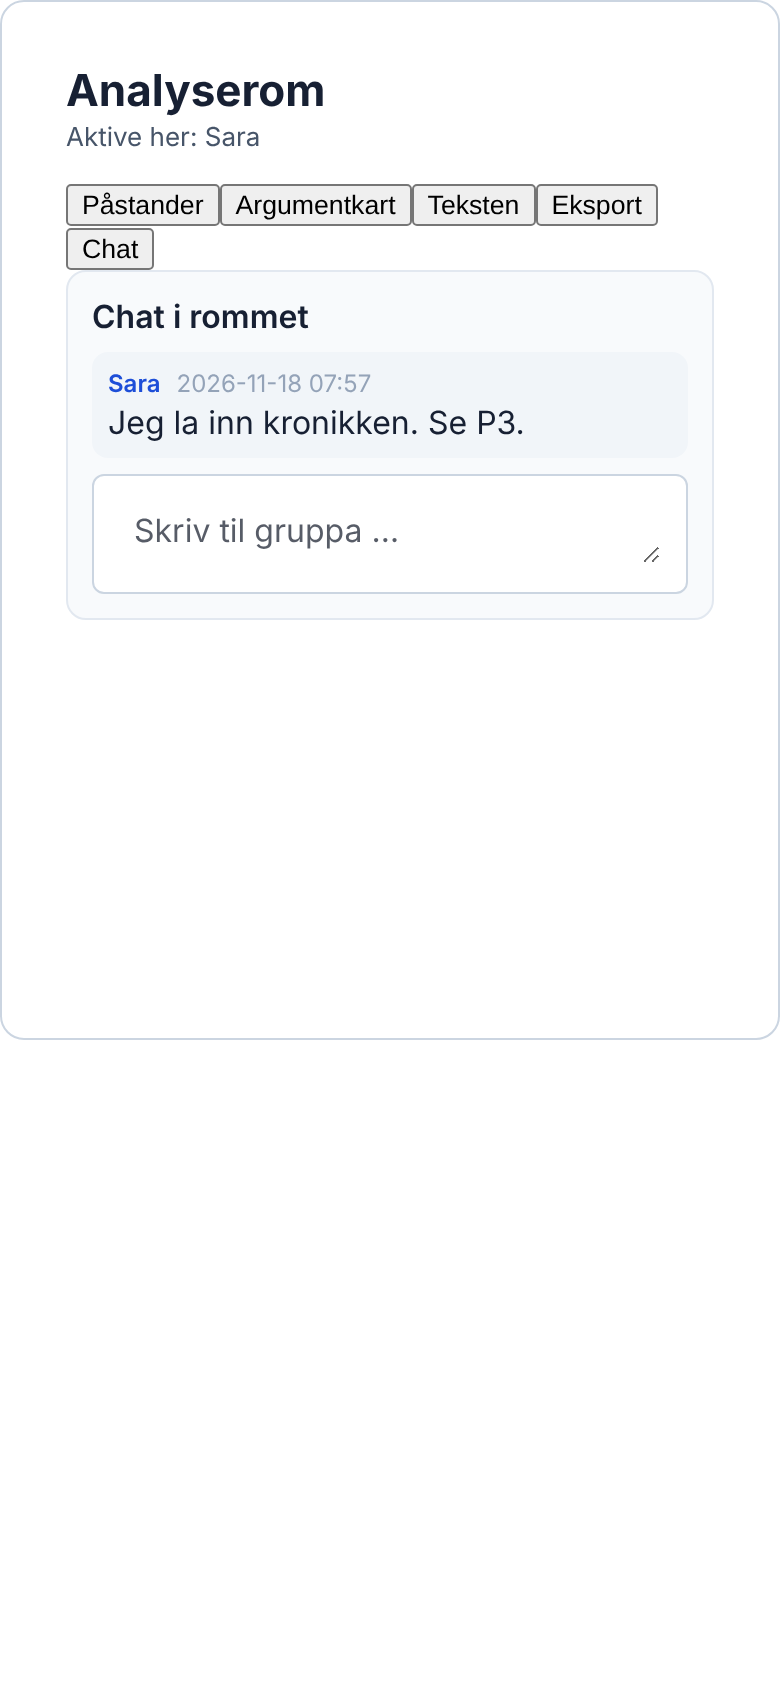 Analyserom
Aktive her: Sara
Påstander Argumentkart Teksten Eksport
Chat
Chat i rommet
Sara 2026-11-18 07:57
Jeg la inn kronikken. Se P3.
Skriv til gruppa ...